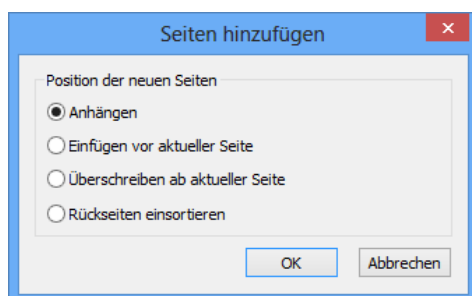 Seiten hinzufügen
Position der neuen Seiten
Anhängen
Einfügen vor aktueller Seite
Überschreiben ab aktueller Seite
Rückseiten einsortieren
OK Abbrechen